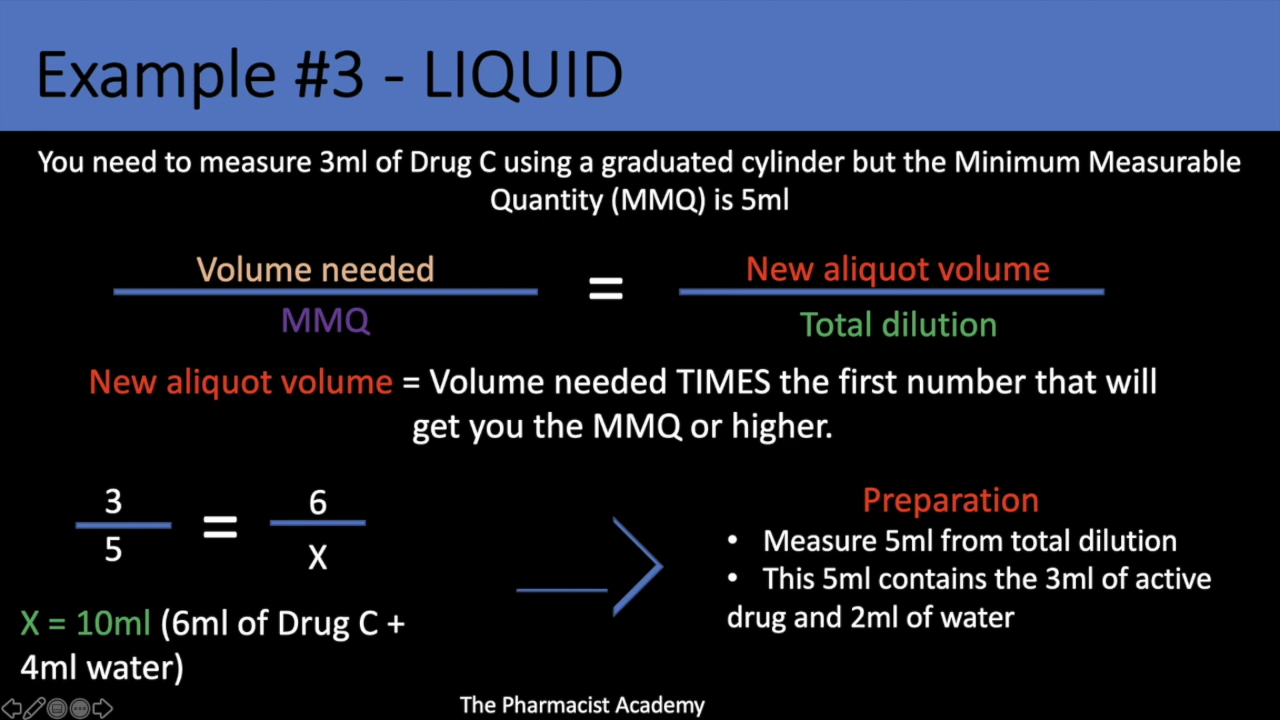 Example #3 - LIQUID
You need to measure 3ml of Drug C using a graduated cylinder but the Minimum Measurable
Quantity (MMQ) is 5ml
Volume needed
MMQ
=
New aliquot volume
Total dilution
New aliquot volume = Volume needed TIMES the first number that will
get you the MMQ or higher.
3
5
=
6
X
X = 10ml (6ml of Drug C +
4ml water)
Preparation
• Measure 5ml from total dilution
• This 5ml contains the 3ml of active
drug and 2ml of water
The Pharmacist Academy